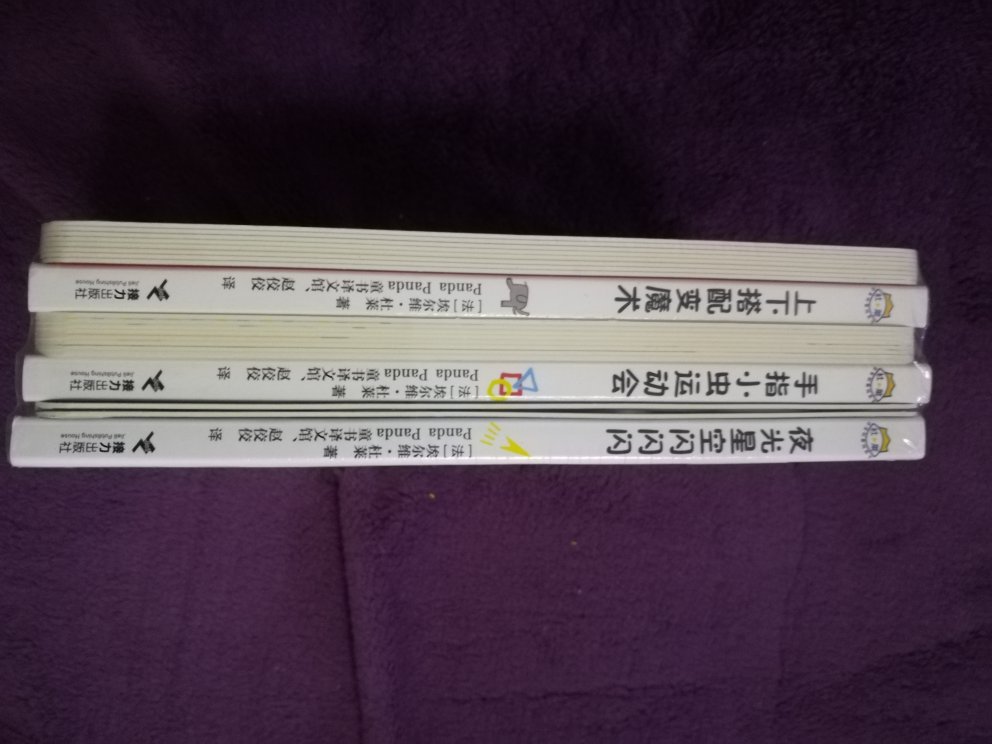 夜光星空闪闪闪
[法]埃尔维·杜莱 著
Panda Panda 童书译文馆、赵佼佼 译
接力出版社
Jieli Publishing House
手指小虫运动会
[法]埃尔维·杜莱 著
Panda Panda 童书译文馆、赵佼佼 译
接力出版社
Jieli Publishing House
上下搭配变魔术
[法]埃尔维·杜莱 著
Panda Panda 童书译文馆、赵佼佼 译
接力出版社
Jieli Publishing House